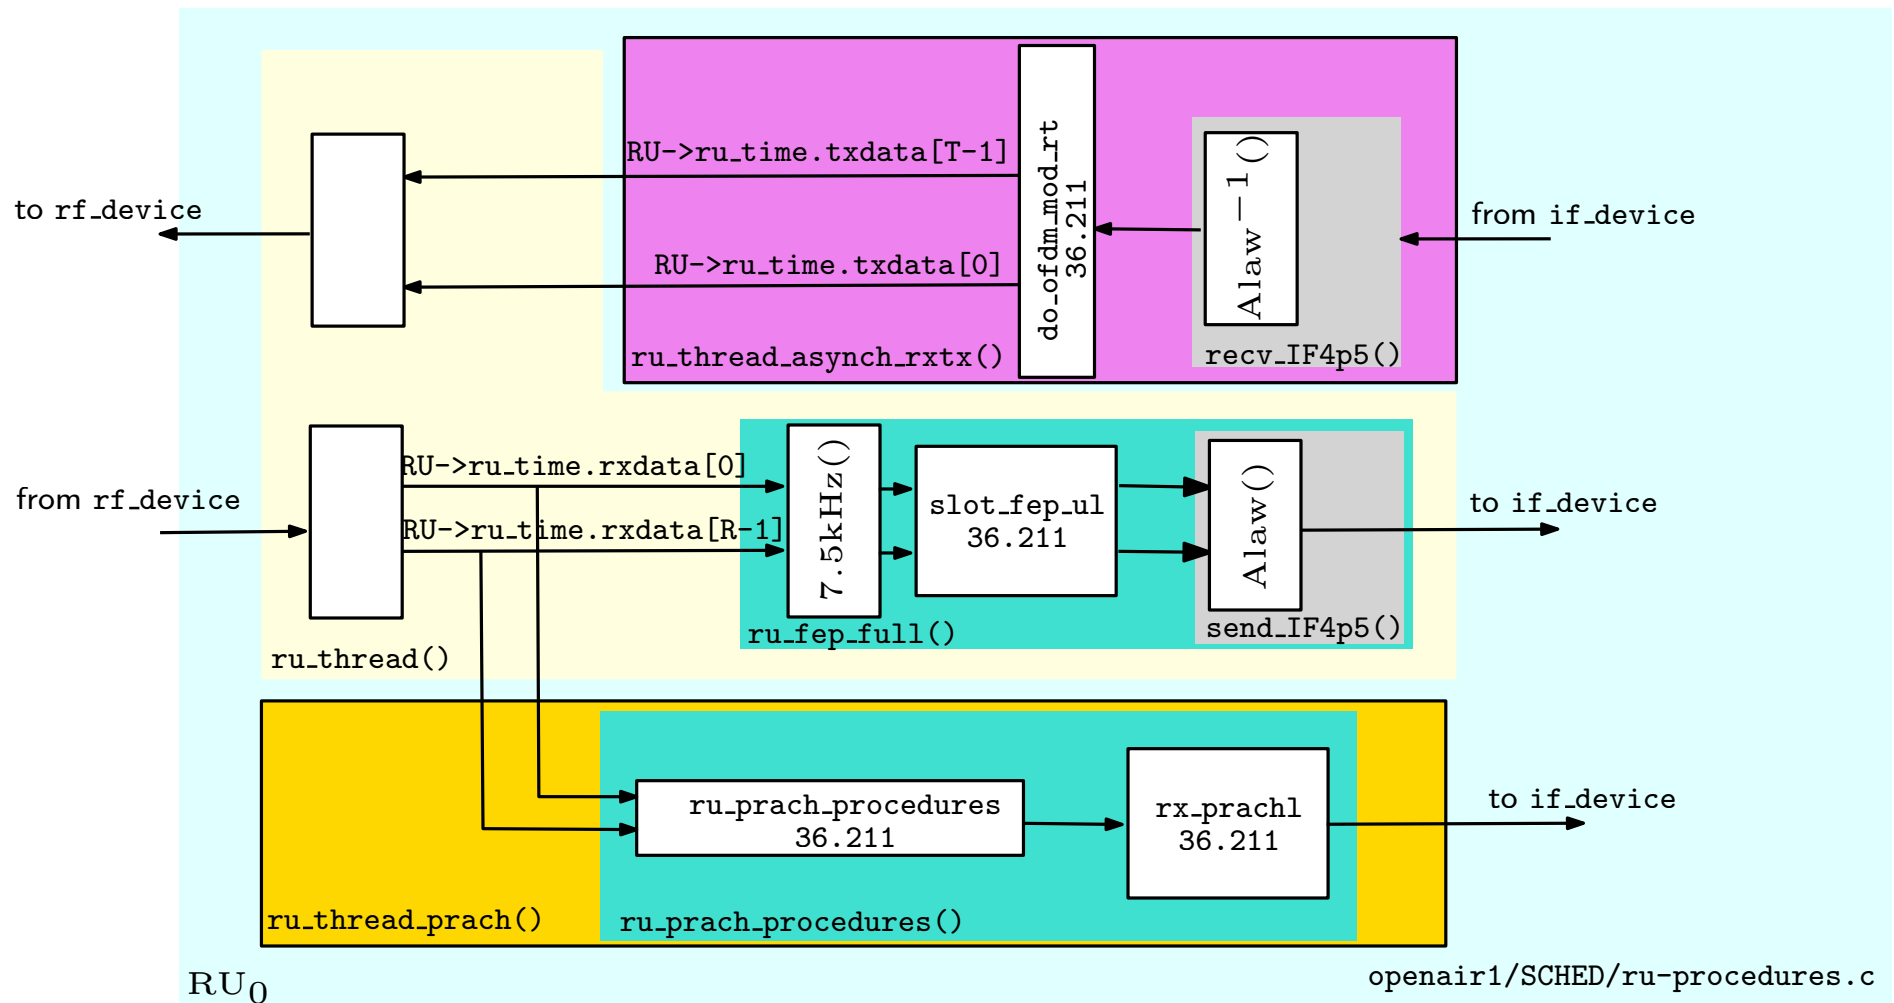 RU->ru_time.txdata[T-1]
to rf_device
RU->ru_time.txdata[0]
ru_thread_asynch_rxtx()
do_ofdm_mod_rt
36.211
Alaw−1()
recv_IF4p5()
from if_device
RU->ru_time.rxdata[0]
from rf_device
RU->ru_time.rxdata[R-1]
7.5kHz()
slot_fep_ul
36.211
Alaw()
to if_device
ru_fep_full()
send_IF4p5()
ru_thread()
ru_prach_procedures
36.211
rx_prachl
36.211
to if_device
ru_thread_prach()
ru_prach_procedures()
RU0
openair1/SCHED/ru-procedures.c